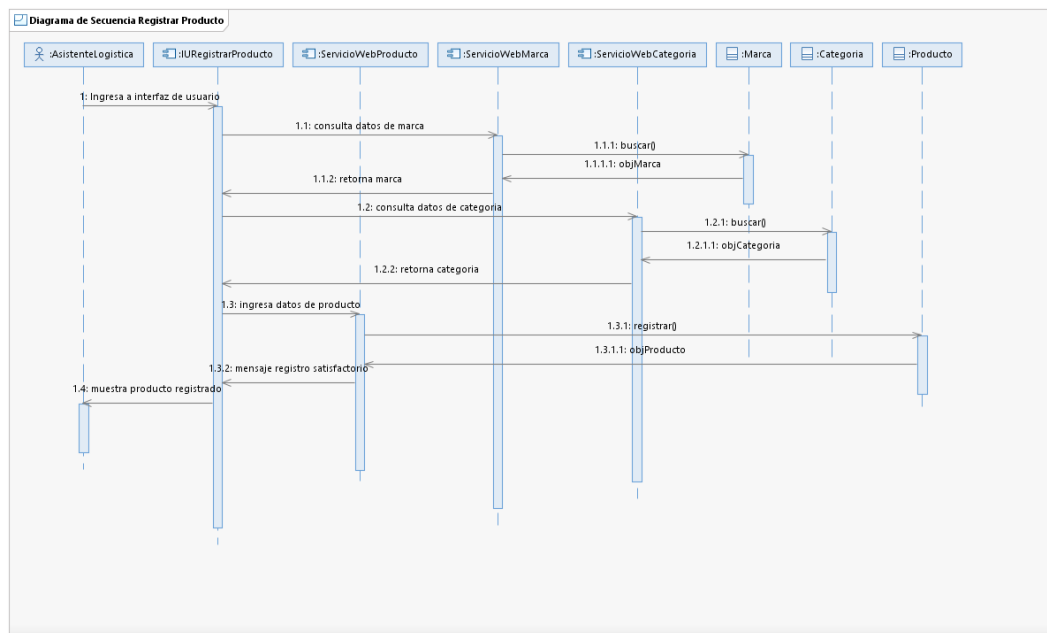 Diagrama de Secuencia Registrar Producto
:AsistenteLogistica
:IURegistrarProducto
:ServicioWebProducto
:ServicioWebMarca
:ServicioWebCategoria
:Marca
:Categoria
:Producto
1: Ingresa a interfaz de usuario
1.1: consulta datos de marca
1.1.1: buscar()
1.1.1.1: objMarca
1.1.2: retorna marca
1.2: consulta datos de categoria
1.2.1: buscar()
1.2.1.1: objCategoria
1.2.2: retorna categoria
1.3: ingresa datos de producto
1.3.1: registrar()
1.3.1.1: objProducto
1.3.2: mensaje registro satisfactorio
1.4: muestra producto registrado